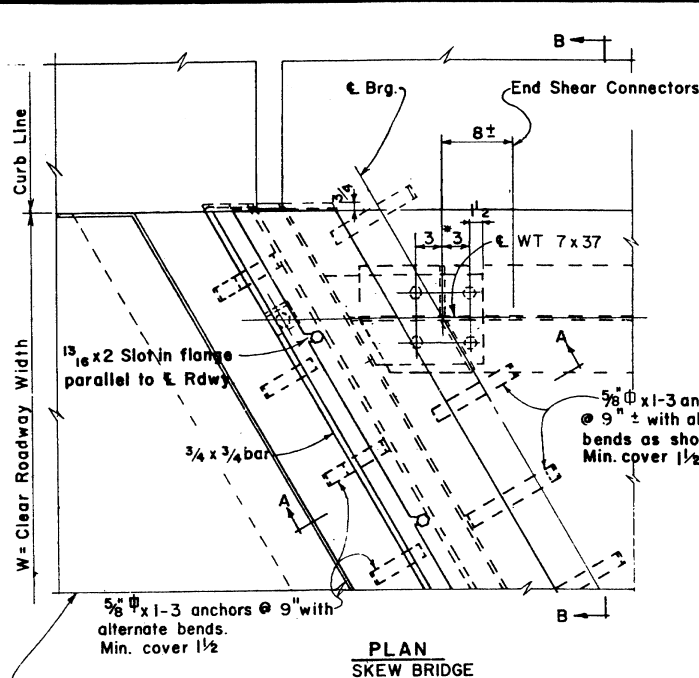 B
℄ Brg.
End Shear Connectors
8±
Curb Line
3/4
1½
*
3 3
℄ WT 7 x 37
A
13/16 x 2 Slot in flange
parallel to ℄ Rdwy
⅝" ϕ x 1-3 an
@ 9" ± with al
bends as sho
Min. cover 1½
¾ x ¾ bar
A
W = Clear Roadway Width
⅝" ϕ x 1-3 anchors @ 9" with
alternate bends.
Min. cover 1½
B
PLAN
SKEW BRIDGE